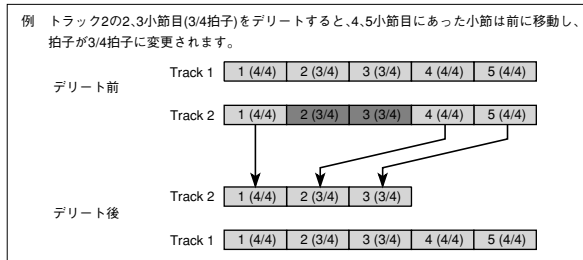 例 トラック2の2、3小節目(3/4拍子)をデリートすると、4、5小節目にあった小節は前に移動し、
拍子が3/4拍子に変更されます。
デリート前
Track 1 1 (4/4) 2 (3/4) 3 (3/4) 4 (4/4) 5 (4/4)
Track 2 1 (4/4) 2 (3/4) 3 (3/4) 4 (4/4) 5 (4/4)
デリート後
Track 2 1 (4/4) 2 (3/4) 3 (3/4)
Track 1 1 (4/4) 2 (3/4) 3 (3/4) 4 (4/4) 5 (4/4)